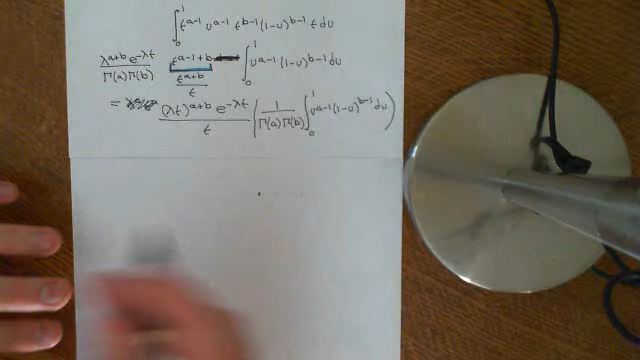 ∫₀¹ t^{a-1} u^{a-1} t^{b-1} (1-u)^{b-1} t du
λ^{a+b} e^{-λt} / Γ(a)Γ(b) t^{a-1+b} ∫₀¹ u^{a-1} (1-u)^{b-1} du
t^{a+b} / t
= (λt)^{a+b} e^{-λt} / t ( 1 / Γ(a)Γ(b) ∫₀¹ u^{a-1} (1-u)^{b-1} du )